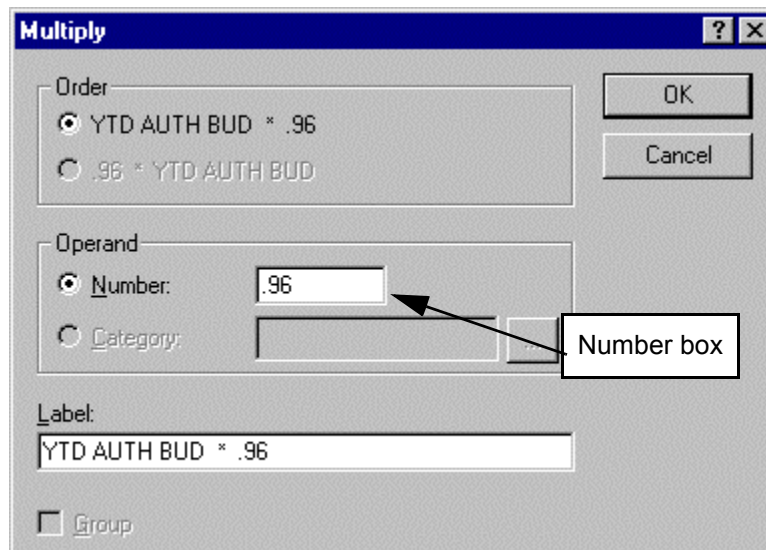 Multiply
Order
YTD AUTH BUD * .96
.96 * YTD AUTH BUD
OK
Cancel
Operand
Number: .96
Category: ...
Number box
Label:
YTD AUTH BUD * .96
Group